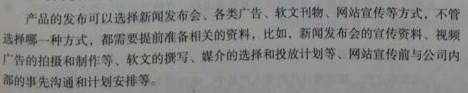 产品的发布可以选择新闻发布会、各类广告、软文刊物、网站宣传等方式，不管
选择哪一种方式，都需要提前准备相关的资料，比如，新闻发布会的宣传资料、视频
广告的拍摄和制作等、软文的撰写、媒介的选择和投放计划等、网站宣传前与公司内
部的事先沟通和计划安排等。